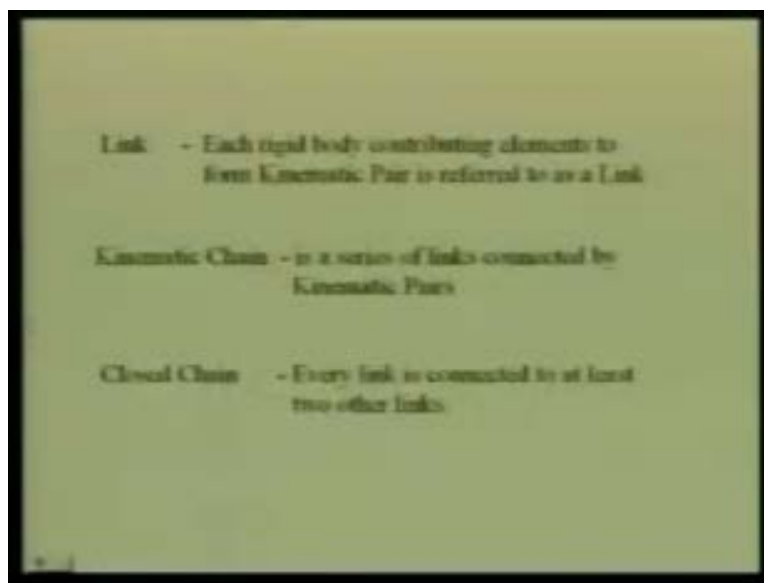 Link - Each rigid body contributing elements to
form Kinematic Pair is referred to as a Link
Kinematic Chain - is a series of links connected by
Kinematic Pairs
Closed Chain - Every link is connected to at least
two other links.